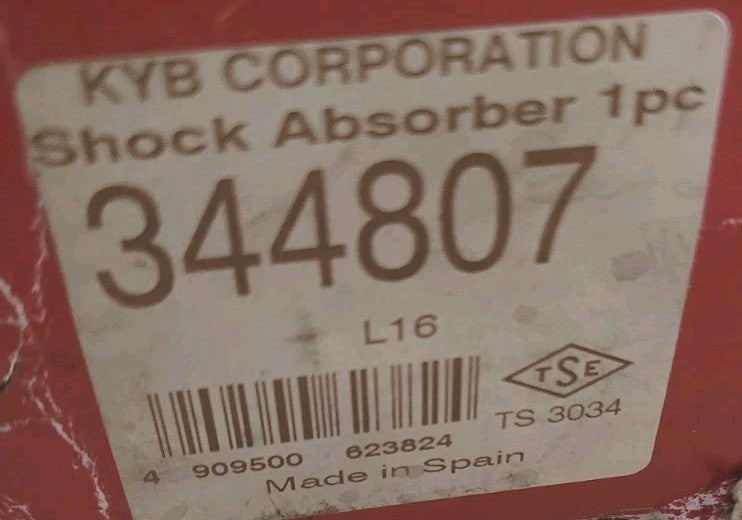 KYB CORPORATION
Shock Absorber 1pc
344807
L16
TSE
TS 3034
4 909500 623824
Made in Spain